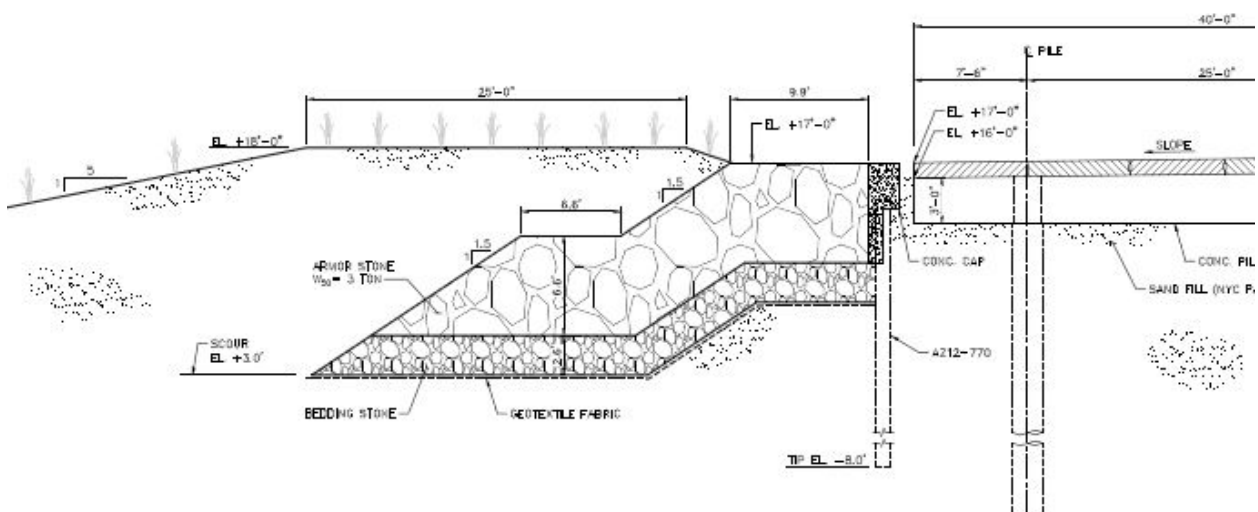 40'-0"
℄ PILE
7'-6"
25'-0"
25'-0"
9.9'
EL +17'-0"
EL +16'-0"
EL +17'-0"
EL +18'-0"
SLOPE
5
1
1.5
1
6.6'
3'-0"
1.5
1
ARMOR STONE
W50= 3 TON
6.6'
CONC. CAP
CONC. PIL
SAND FILL (NYC P
SCOUR
EL +3.0'
2.6'
AZ12-770
BEDDING STONE
GEOTEXTILE FABRIC
TIP EL -8.0'